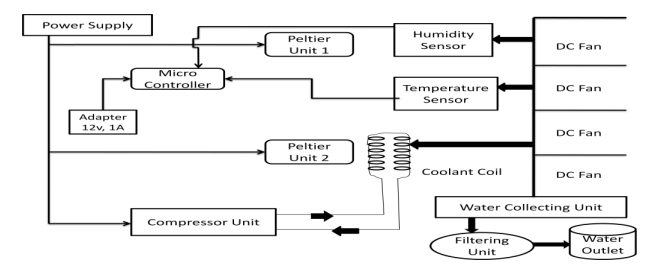 Power Supply
Peltier
Unit 1
Humidity
Sensor
DC Fan
Micro
Controller
Temperature
Sensor
DC Fan
Adapter
12v, 1A
DC Fan
Peltier
Unit 2
Coolant Coil
DC Fan
Compressor Unit
Water Collecting Unit
Filtering
Unit
Water
Outlet